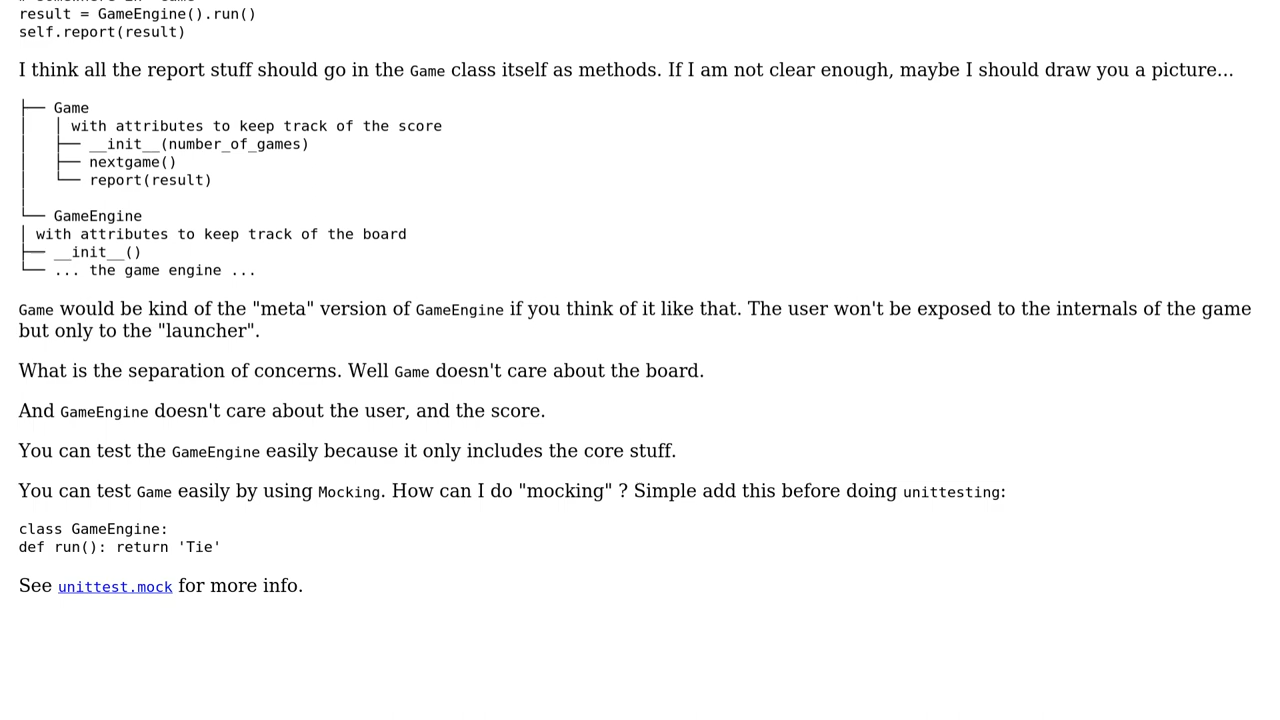 result = GameEngine().run()
self.report(result)
I think all the report stuff should go in the Game class itself as methods. If I am not clear enough, maybe I should draw you a picture...
├── Game
│   │ with attributes to keep track of the score
│   ├── __init__(number_of_games)
│   ├── nextgame()
│   └── report(result)
│
└── GameEngine
│ with attributes to keep track of the board
├── __init__()
└── ... the game engine ...
Game would be kind of the "meta" version of GameEngine if you think of it like that. The user won't be exposed to the internals of the game
but only to the "launcher".
What is the separation of concerns. Well Game doesn't care about the board.
And GameEngine doesn't care about the user, and the score.
You can test the GameEngine easily because it only includes the core stuff.
You can test Game easily by using Mocking. How can I do "mocking" ? Simple add this before doing unittesting:
class GameEngine:
def run(): return 'Tie'
See unittest.mock for more info.